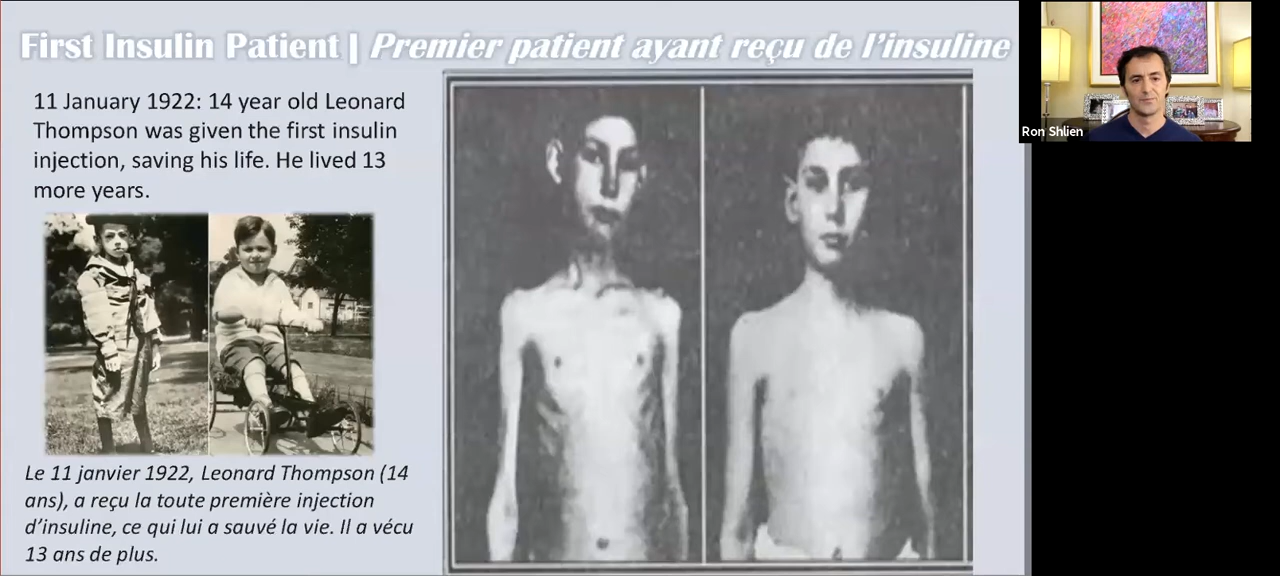 First Insulin Patient | Premier patient ayant reçu de l’insuline
11 January 1922: 14 year old Leonard
Thompson was given the first insulin
injection, saving his life. He lived 13
more years.
Le 11 janvier 1922, Leonard Thompson (14
ans), a reçu la toute première injection
d’insuline, ce qui lui a sauvé la vie. Il a vécu
13 ans de plus.
Ron Shlien